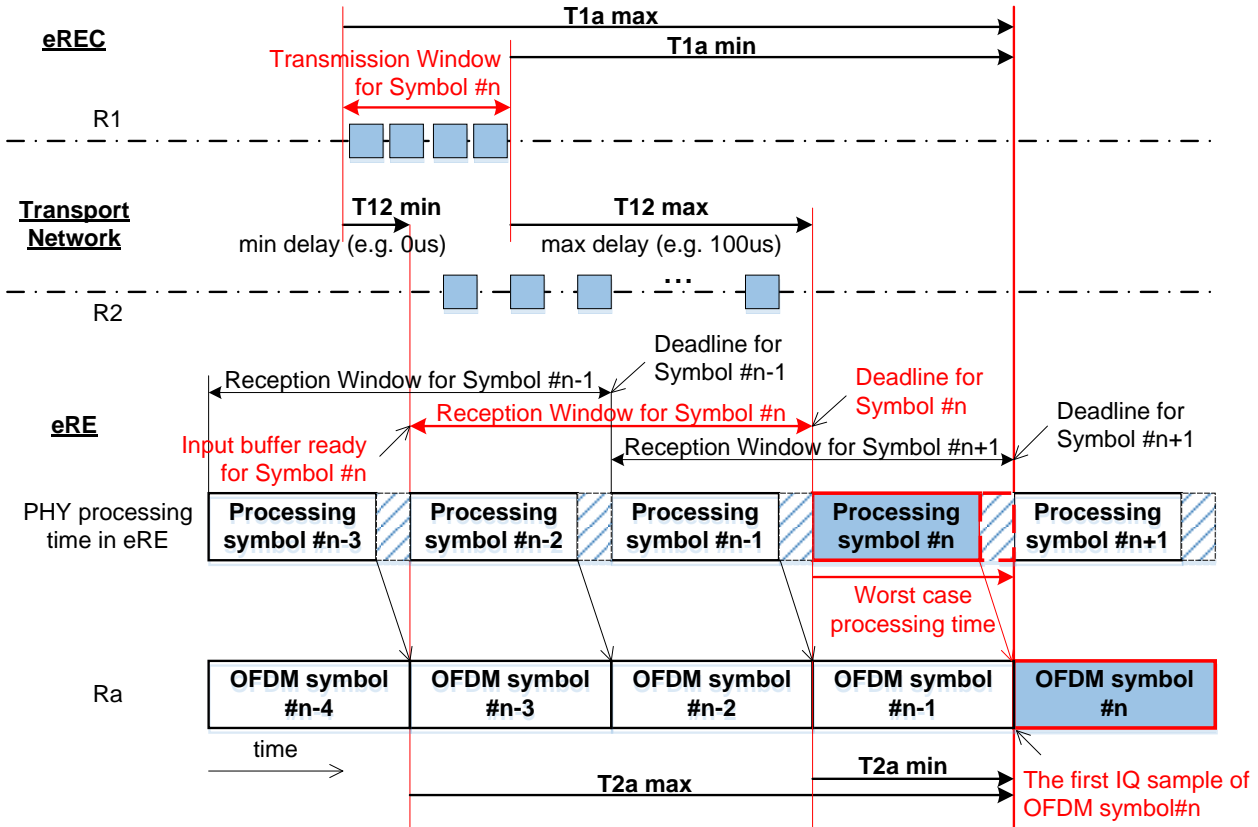 T1a max
eREC
T1a min
Transmission Window
for Symbol #n
R1
Transport
Network
T12 min
T12 max
min delay (e.g. 0us)
max delay (e.g. 100us)
...
R2
Deadline for
Symbol #n-1
Reception Window for Symbol #n-1
Deadline for
Symbol #n
Reception Window for Symbol #n
Deadline for
Symbol #n+1
eRE
Input buffer ready
for Symbol #n
Reception Window for Symbol #n+1
PHY processing
time in eRE
Processing
symbol #n-3
Processing
symbol #n-2
Processing
symbol #n-1
Processing
symbol #n
Processing
symbol #n+1
Worst case
processing time
Ra
OFDM symbol
#n-4
OFDM symbol
#n-3
OFDM symbol
#n-2
OFDM symbol
#n-1
OFDM symbol
#n
time
T2a min
T2a max
The first IQ sample of
OFDM symbol#n